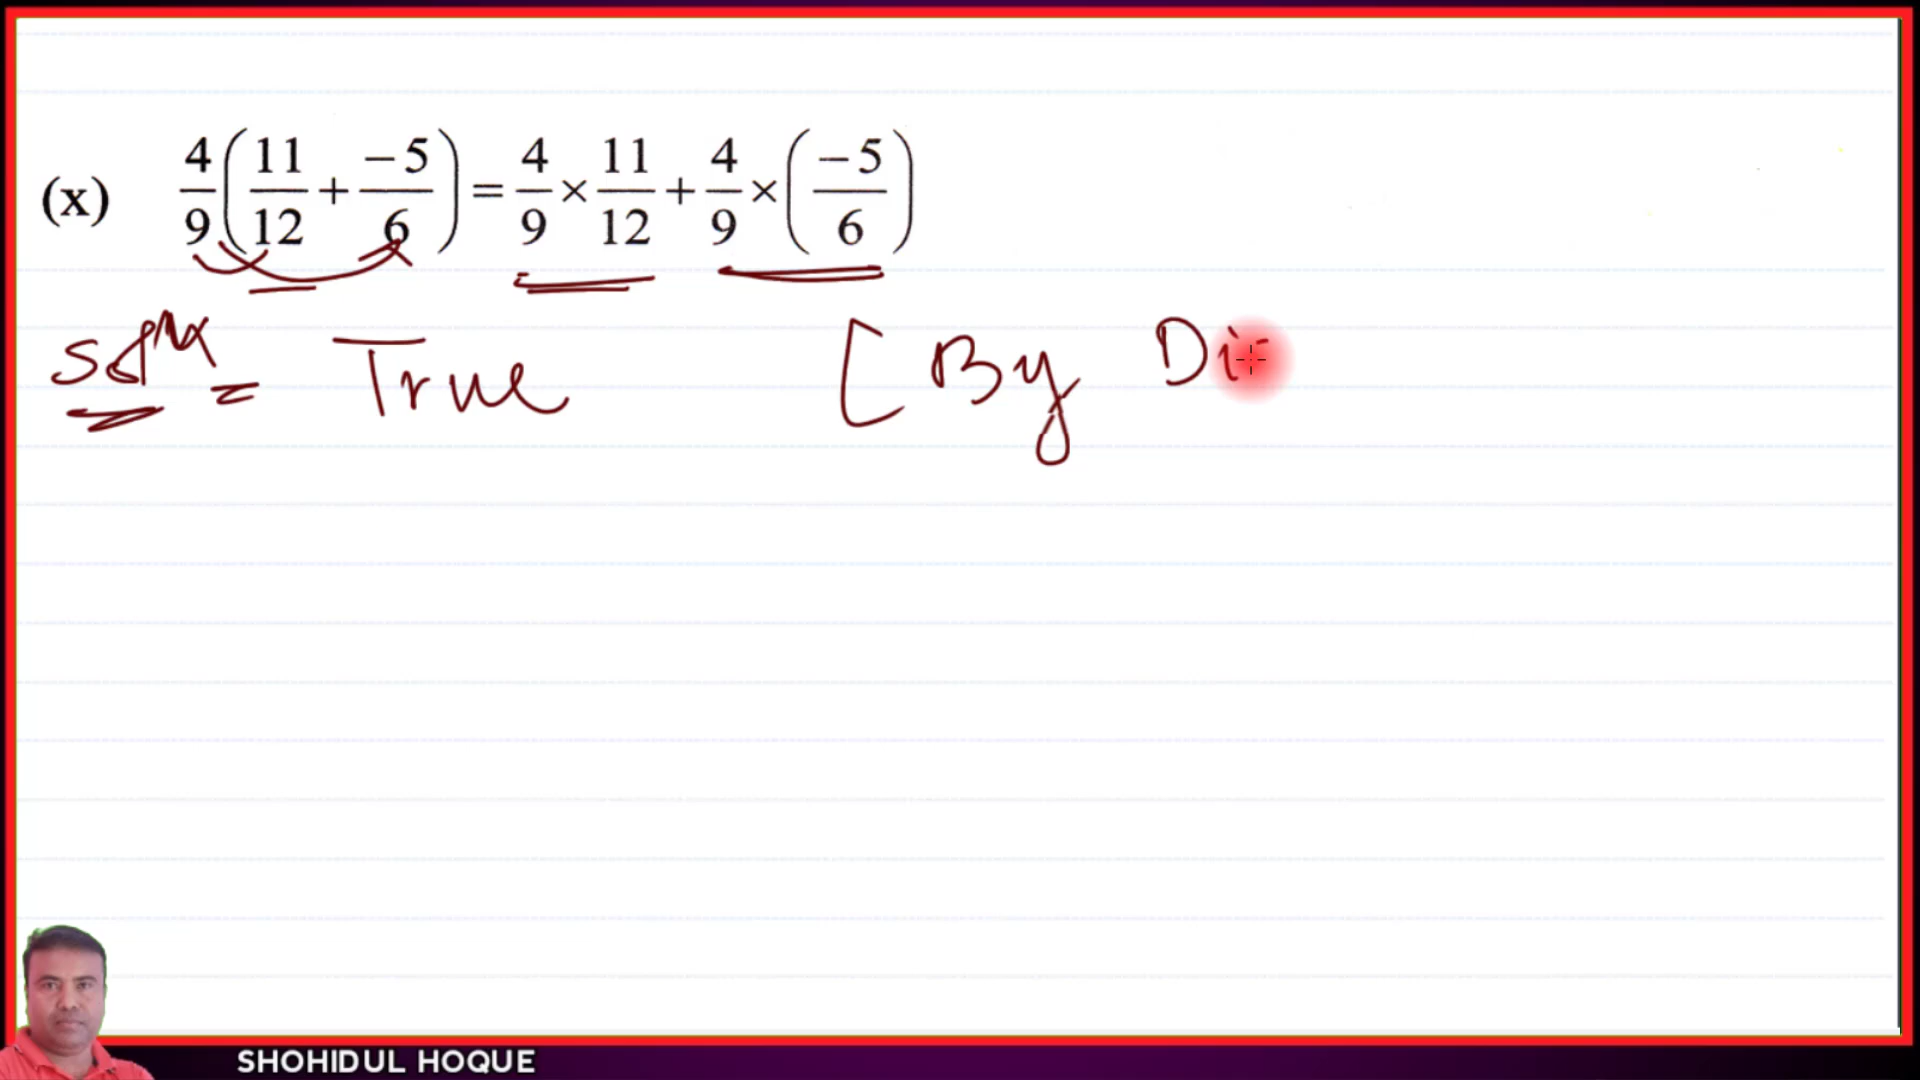 (x) 4/9(11/12 + -5/6) = 4/9 × 11/12 + 4/9 × (-5/6)
Solⁿ = True [ By Di
SHOHIDUL HOQUE